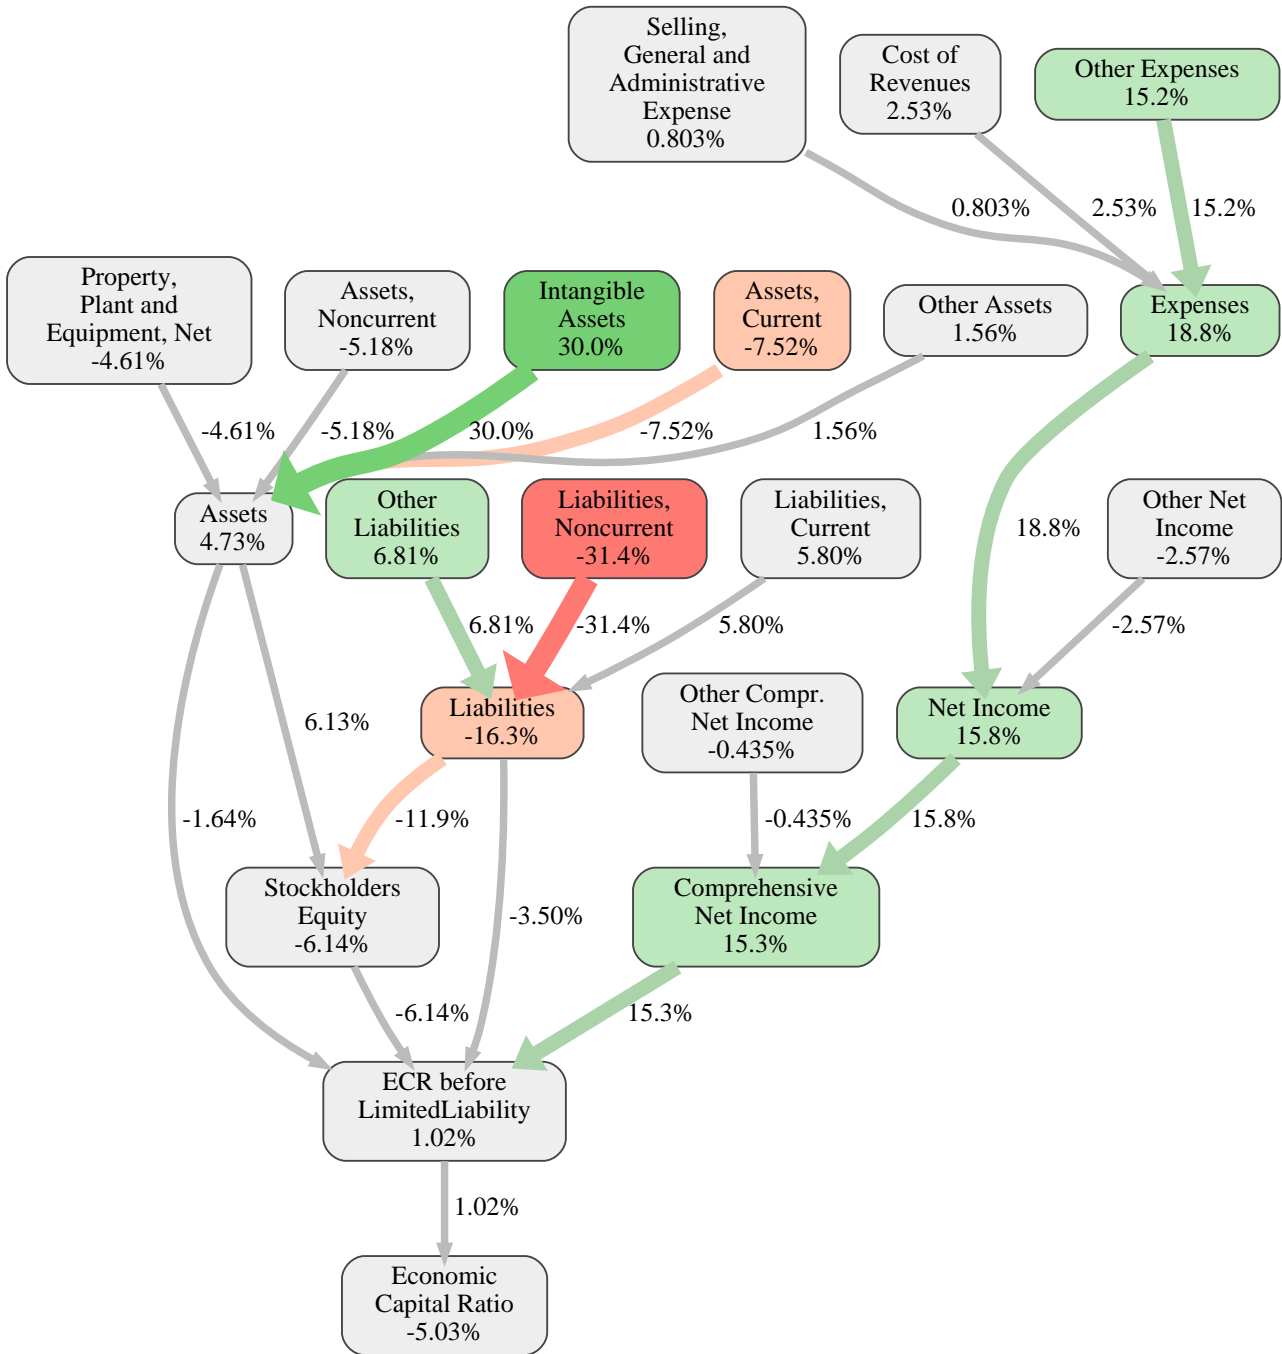 Selling,
General and
Administrative
Expense
0.803%
Cost of
Revenues
2.53%
Other Expenses
15.2%
0.803%
2.53%
15.2%
Property,
Plant and
Equipment, Net
-4.61%
Assets,
Noncurrent
-5.18%
Intangible
Assets
30.0%
Assets,
Current
-7.52%
Other Assets
1.56%
Expenses
18.8%
-4.61%
-5.18%
30.0%
-7.52%
1.56%
Assets
4.73%
Other
Liabilities
6.81%
Liabilities,
Noncurrent
-31.4%
Liabilities,
Current
5.80%
18.8%
Other Net
Income
-2.57%
6.81%
-31.4%
5.80%
-2.57%
6.13%
Liabilities
-16.3%
Other Compr.
Net Income
-0.435%
Net Income
15.8%
-1.64%
-11.9%
-0.435%
15.8%
Stockholders
Equity
-6.14%
-3.50%
Comprehensive
Net Income
15.3%
-6.14%
15.3%
ECR before
LimitedLiability
1.02%
1.02%
Economic
Capital Ratio
-5.03%